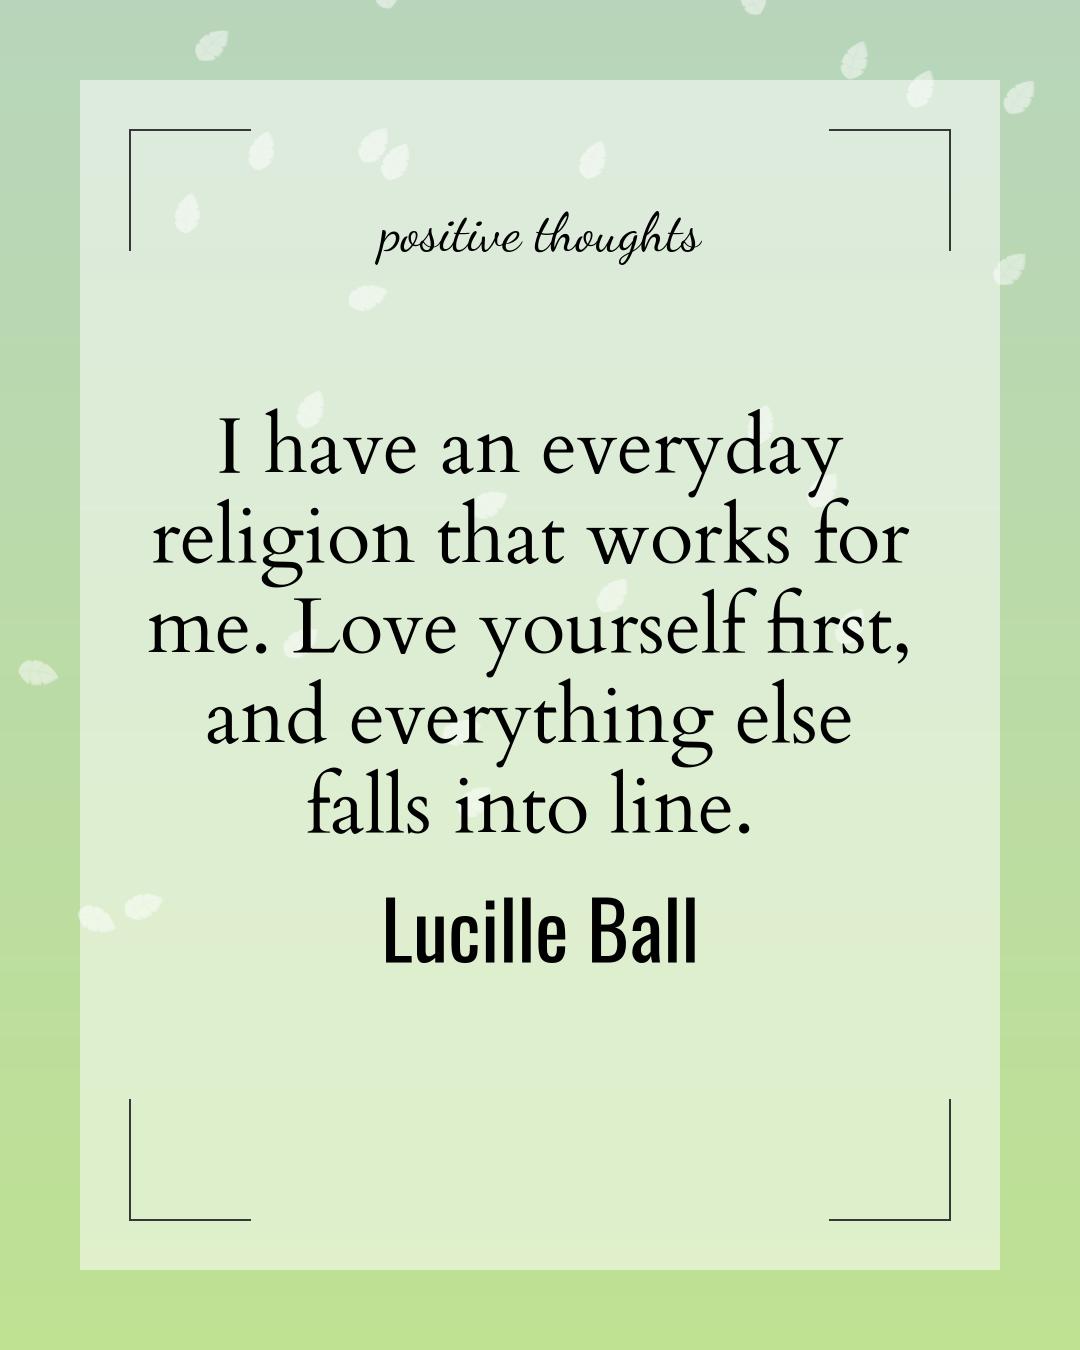 positive thoughts
I have an everyday
religion that works for
me. Love yourself first,
and everything else
falls into line.
Lucille Ball